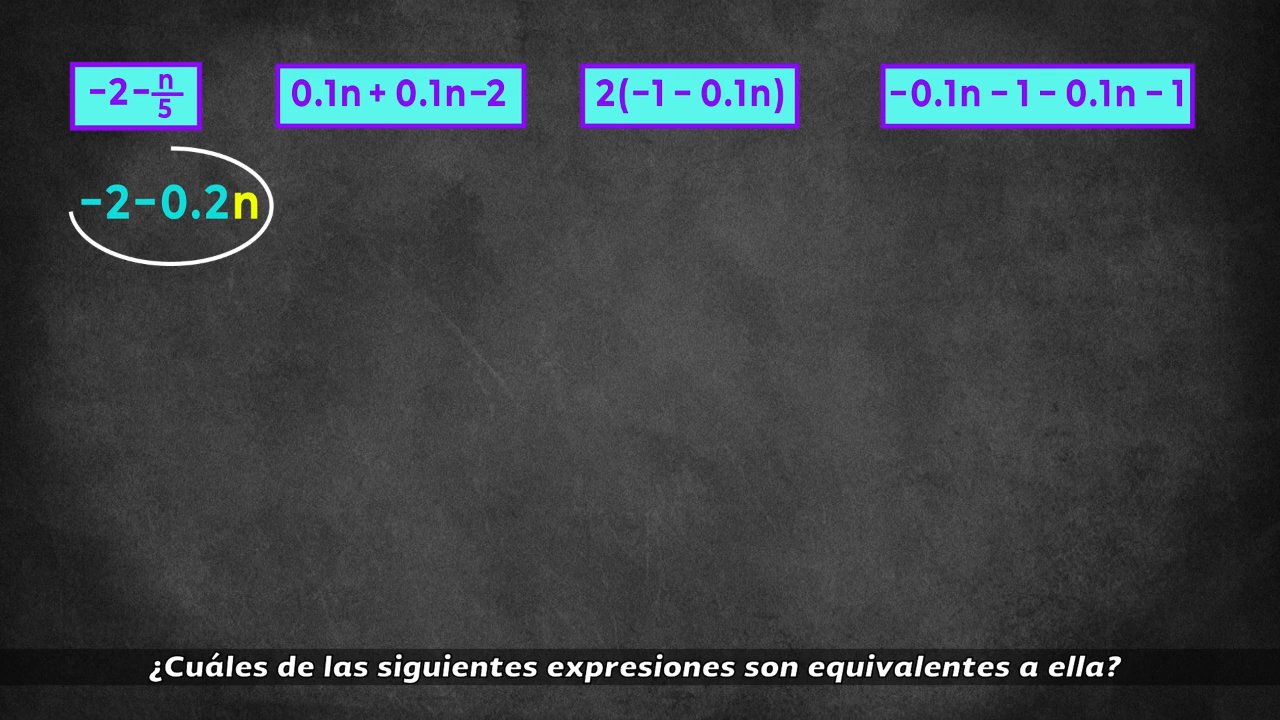 -2-n/5
0.1n + 0.1n-2
2(-1 - 0.1n)
-0.1n - 1 - 0.1n - 1
-2-0.2n
¿Cuáles de las siguientes expresiones son equivalentes a ella?